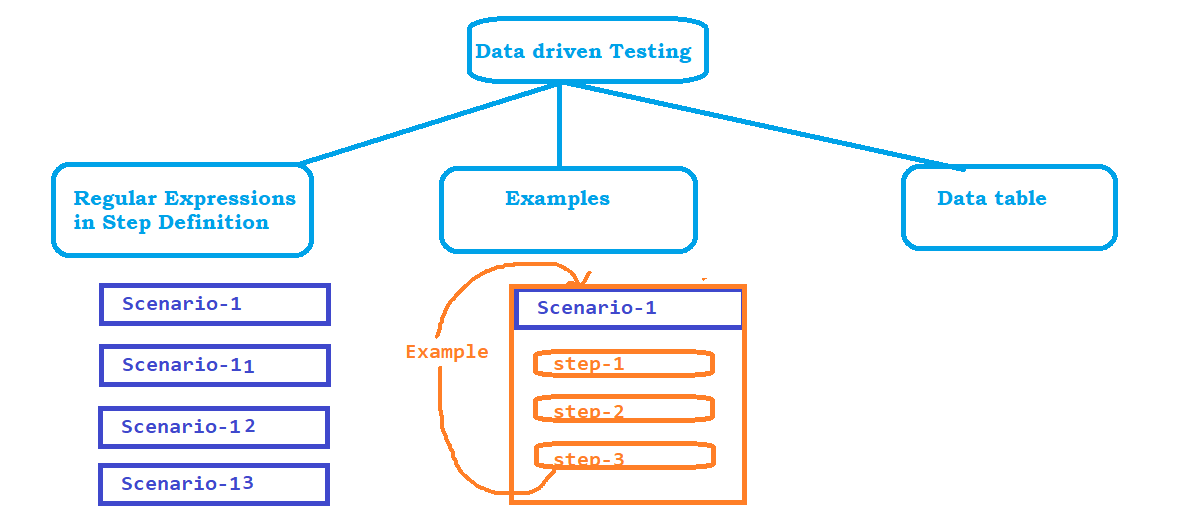 Data driven Testing
Regular Expressions
in Step Definition
Examples
Data table
Scenario-1
Scenario-11
Scenario-12
Scenario-13
Scenario-1
Example
step-1
step-2
step-3